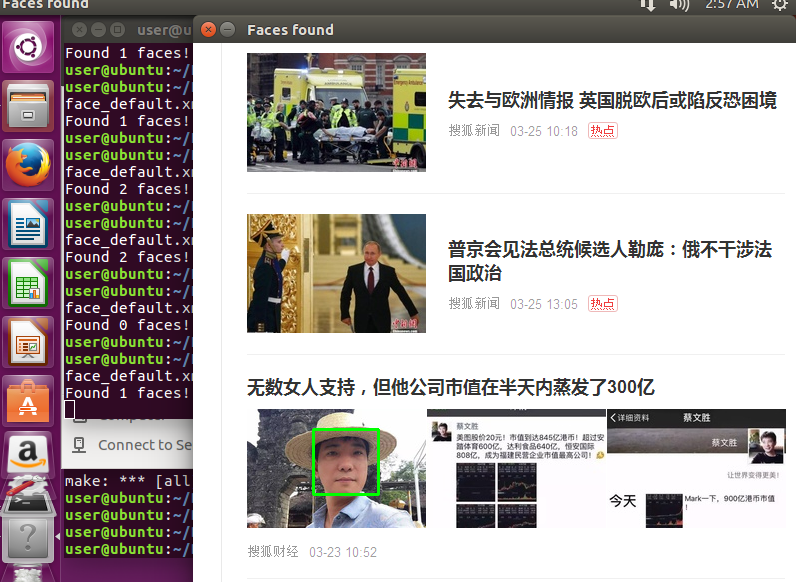 Faces found
2:57 AM
user@u
Faces found
Found 1 faces!
user@ubuntu:~/
user@ubuntu:~/
face_default.x
Found 1 faces!
user@ubuntu:~/
user@ubuntu:~/
face_default.x
Found 2 faces!
user@ubuntu:~/
user@ubuntu:~/
face_default.x
Found 2 faces!
user@ubuntu:~/
user@ubuntu:~/
face_default.x
Found 0 faces!
user@ubuntu:~/
user@ubuntu:~/
face_default.x
Found 1 faces!
Connect to Se
make: *** [all
user@ubuntu:~/
user@ubuntu:~/
user@ubuntu:~/
user@ubuntu:~/
失去与欧洲情报 英国脱欧后或陷反恐困境
搜狐新闻 03-25 10:18 热点
普京会见法总统候选人勒庞：俄不干涉法
国政治
搜狐新闻 03-25 13:05 热点
无数女人支持，但他公司市值在半天内蒸发了300亿
蔡文胜
美图股价20元！市值到达845亿港币！超过安
踏体育600亿，达利食品640亿，恒安国际
808亿，成为福建民营企业市值最高公司！
详细资料
蔡文胜
蔡文胜
让世界变得更美！
今天
Mark一下，900亿港币市值
！
搜狐财经 03-23 10:52